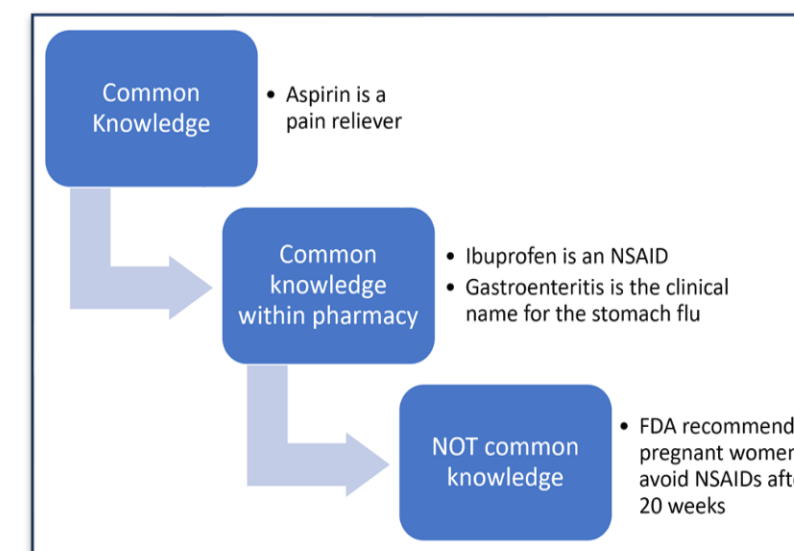 Common
Knowledge
• Aspirin is a
pain reliever
Common
knowledge
within pharmacy
• Ibuprofen is an NSAID
• Gastroenteritis is the clinical
name for the stomach flu
NOT common
knowledge
• FDA recommend
pregnant women
avoid NSAIDs
20 weeks